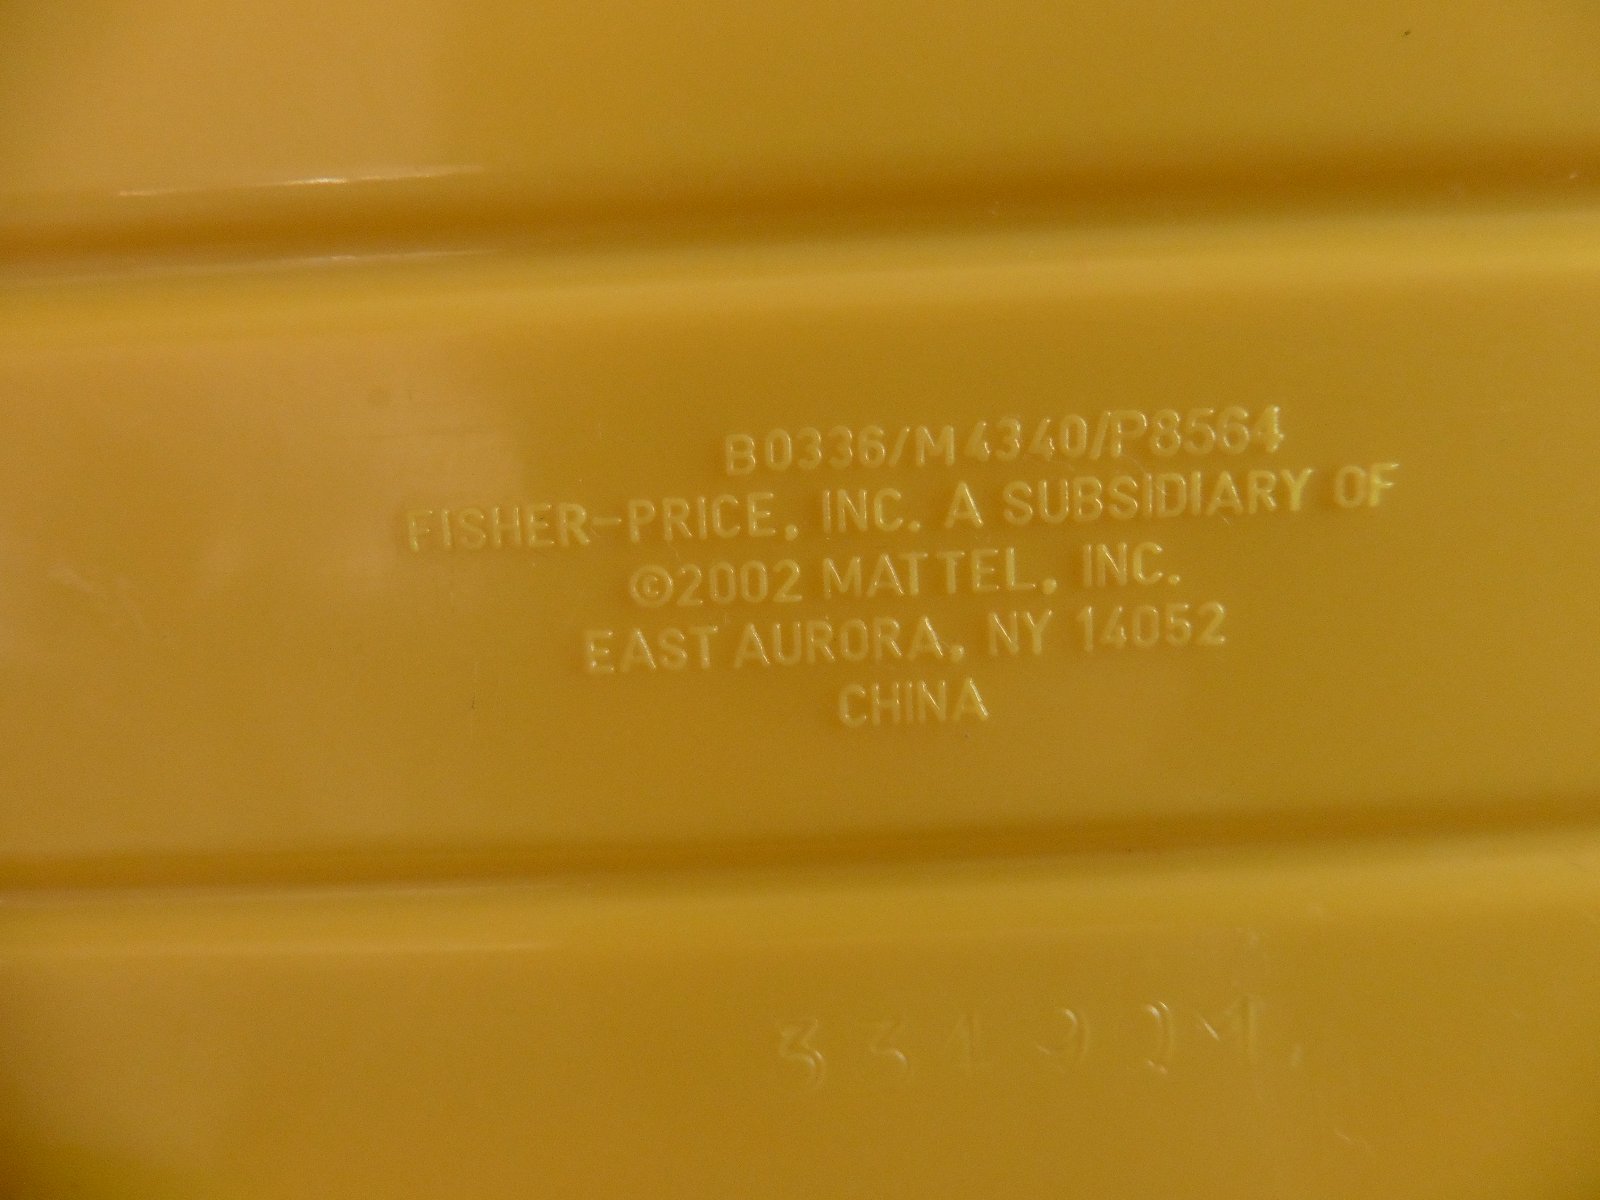 B0336/M4340/P8564
FISHER-PRICE, INC. A SUBSIDIARY OF
©2002 MATTEL, INC.
EAST AURORA, NY 14052
CHINA